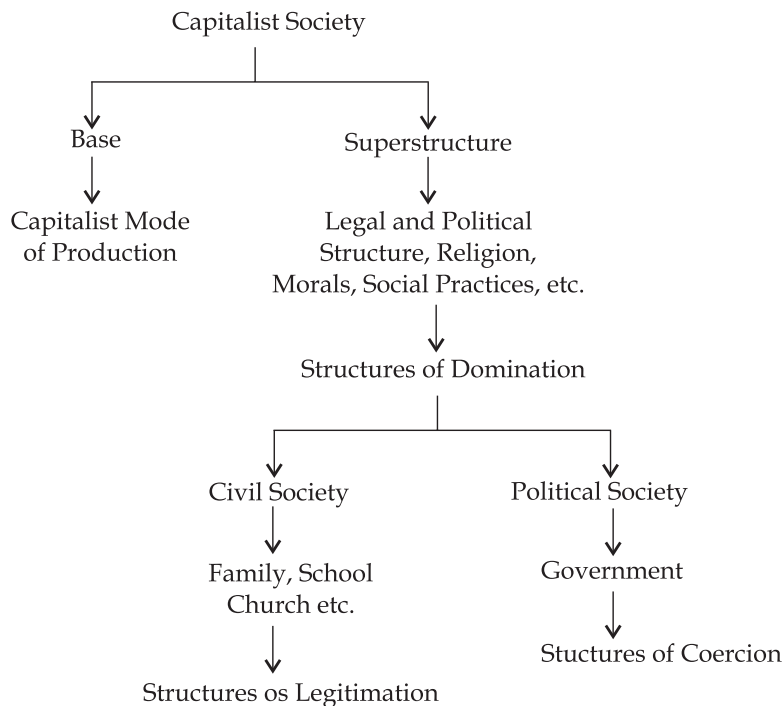 Capitalist Society
Base
Superstructure
Capitalist Mode
of Production
Legal and Political
Structure, Religion,
Morals, Social Practices, etc.
Structures of Domination
Civil Society
Political Society
Family, School
Church etc.
Government
Stuctures of Coercion
Structures os Legitimation